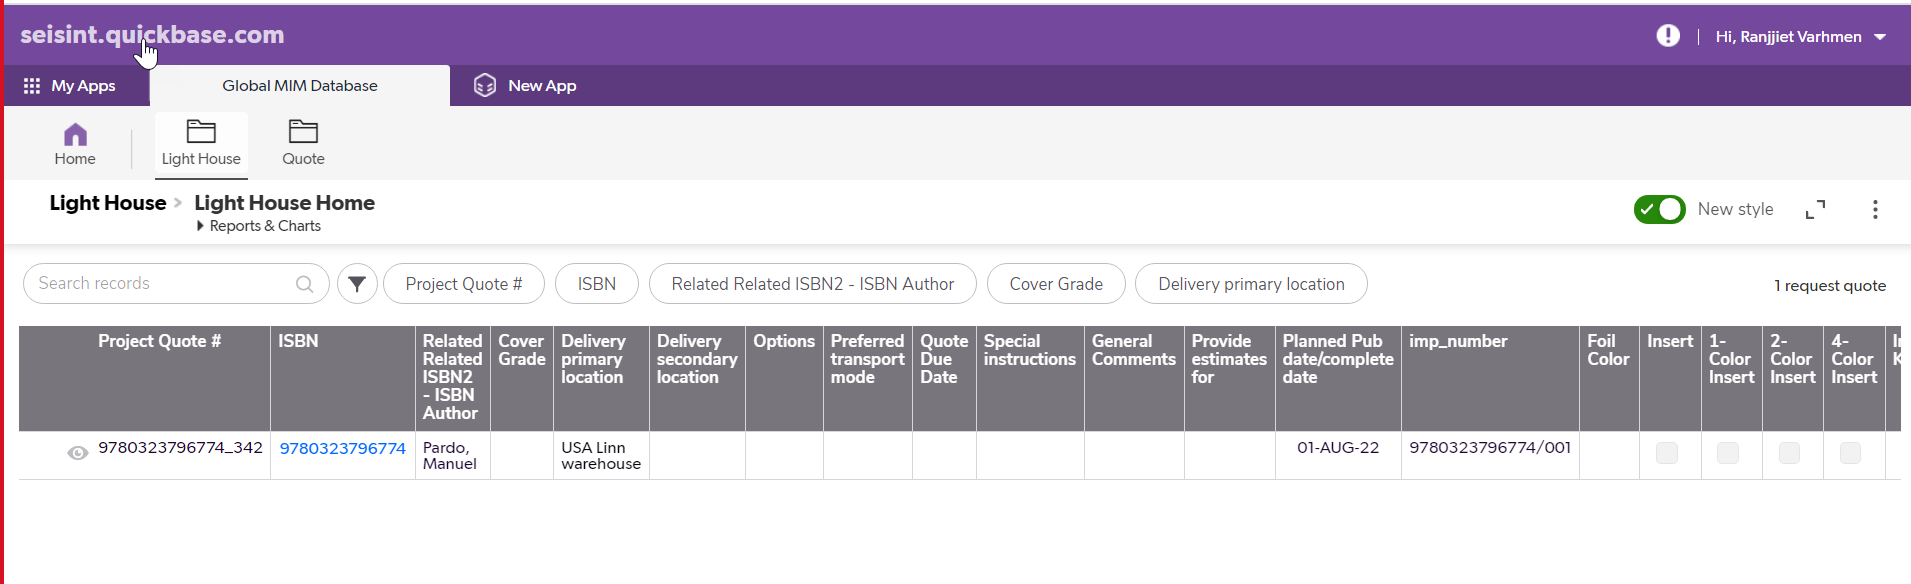 seisint.quickbase.com
Hi, Ranjjiet Varhmen
My Apps
Global MIM Database
New App
Home
Light House
Quote
Light House > Light House Home
Reports & Charts
New style
Search records
Project Quote #
ISBN
Related Related ISBN2 - ISBN Author
Cover Grade
Delivery primary location
1 request quote
Project Quote #
ISBN
Related
Related
ISBN2
- ISBN
Author
Cover
Grade
Delivery
primary
location
Delivery
secondary
location
Options
Preferred
transport
mode
Quote
Due
Date
Special
instructions
General
Comments
Provide
estimates
for
Planned Pub
date/complete
date
imp_number
Foil
Color
Insert
1-
Color
Insert
2-
Color
Insert
4-
Color
Insert
9780323796774_342
9780323796774
Pardo,
Manuel
USA Linn
warehouse
01-AUG-22
9780323796774/001